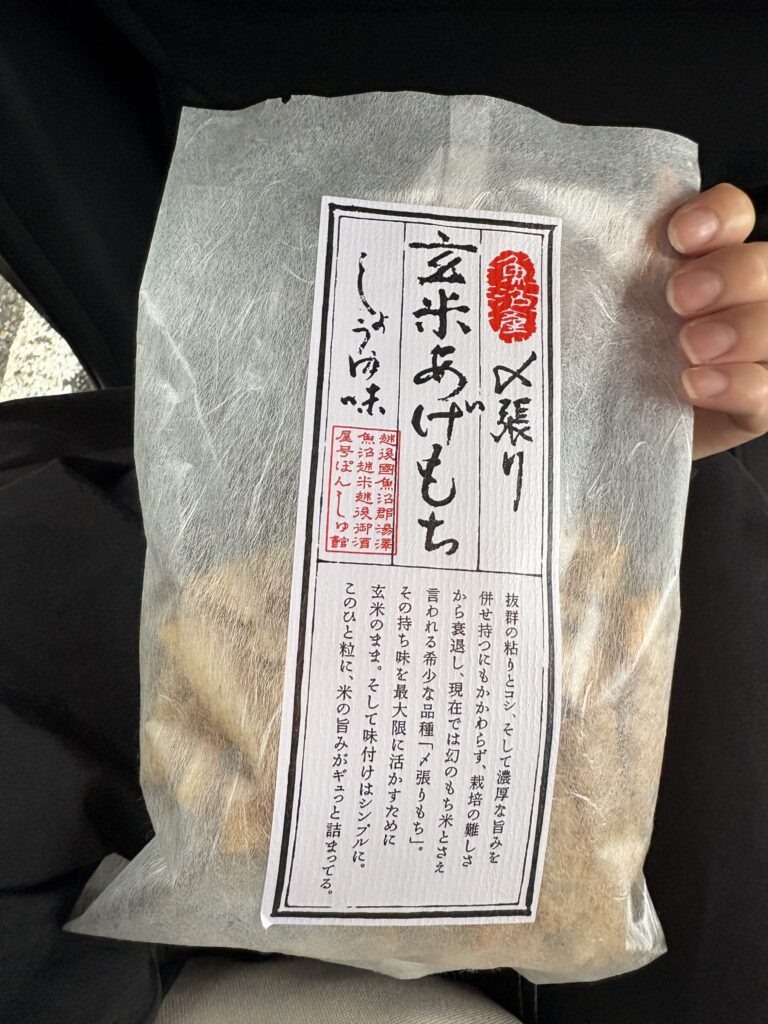 魚沼産
〆張り
玄米あげもち
しょうゆ味
越後國魚沼郡湯澤
魚沼越米越後御酒
屋号ぽんしゅ館
抜群の粘りとコシ、そして濃厚な旨みを
併せ持つにもかかわらず、栽培の難しさ
から衰退し、現在では幻のもち米とさえ
言われる希少な品種「〆張りもち」。
その持ち味を最大限に活かすために
玄米のまま。そして味付けはシンプルに。
このひと粒に、米の旨みがギュっと詰まってる。